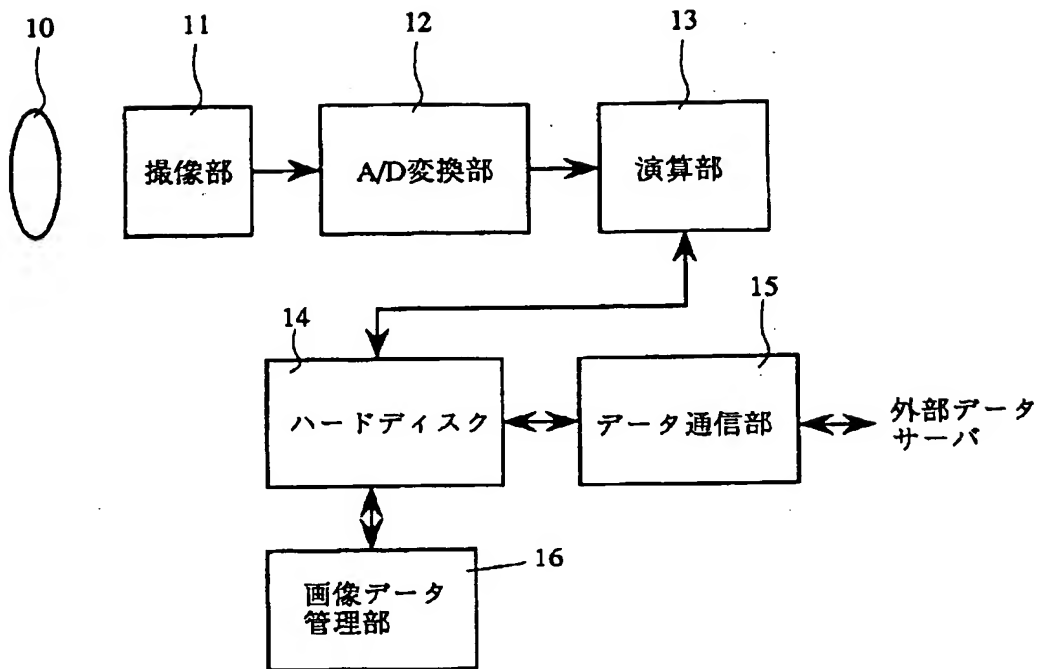 10
11
12
13
撮像部
A/D変換部
演算部
14
15
ハードディスク
データ通信部
外部データ
サーバ
16
画像データ
管理部